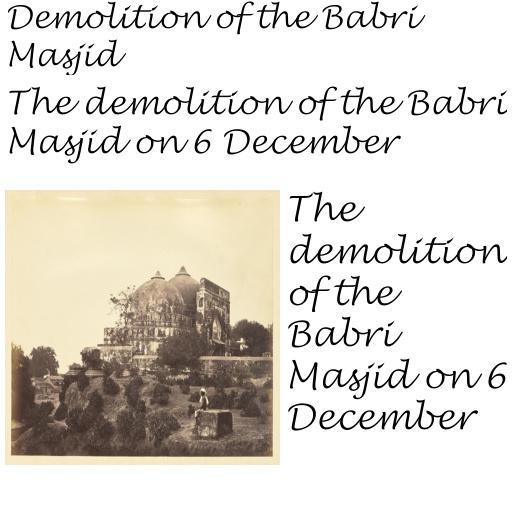 Demolition of the Babri
Masjid
The demolition of the Babri
Masjid on 6 December
The
demolition
of the
Babri
Masjid on 6
December